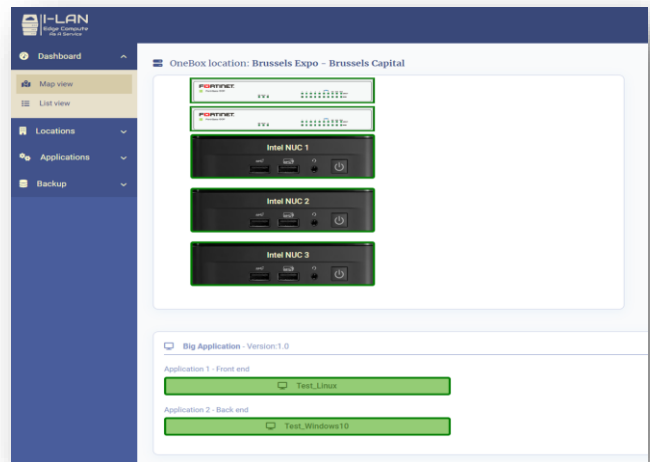 I-LAN
Edge Compute
As A Service
Dashboard
Map view
List view
Locations
Applications
Backup
OneBox location: Brussels Expo - Brussels Capital
FORTINET
FORTINET
Intel NUC 1
Intel NUC 2
Intel NUC 3
Big Application - Version:1.0
Application 1 - Front end
Test_Linux
Application 2 - Back end
Test_Windows10